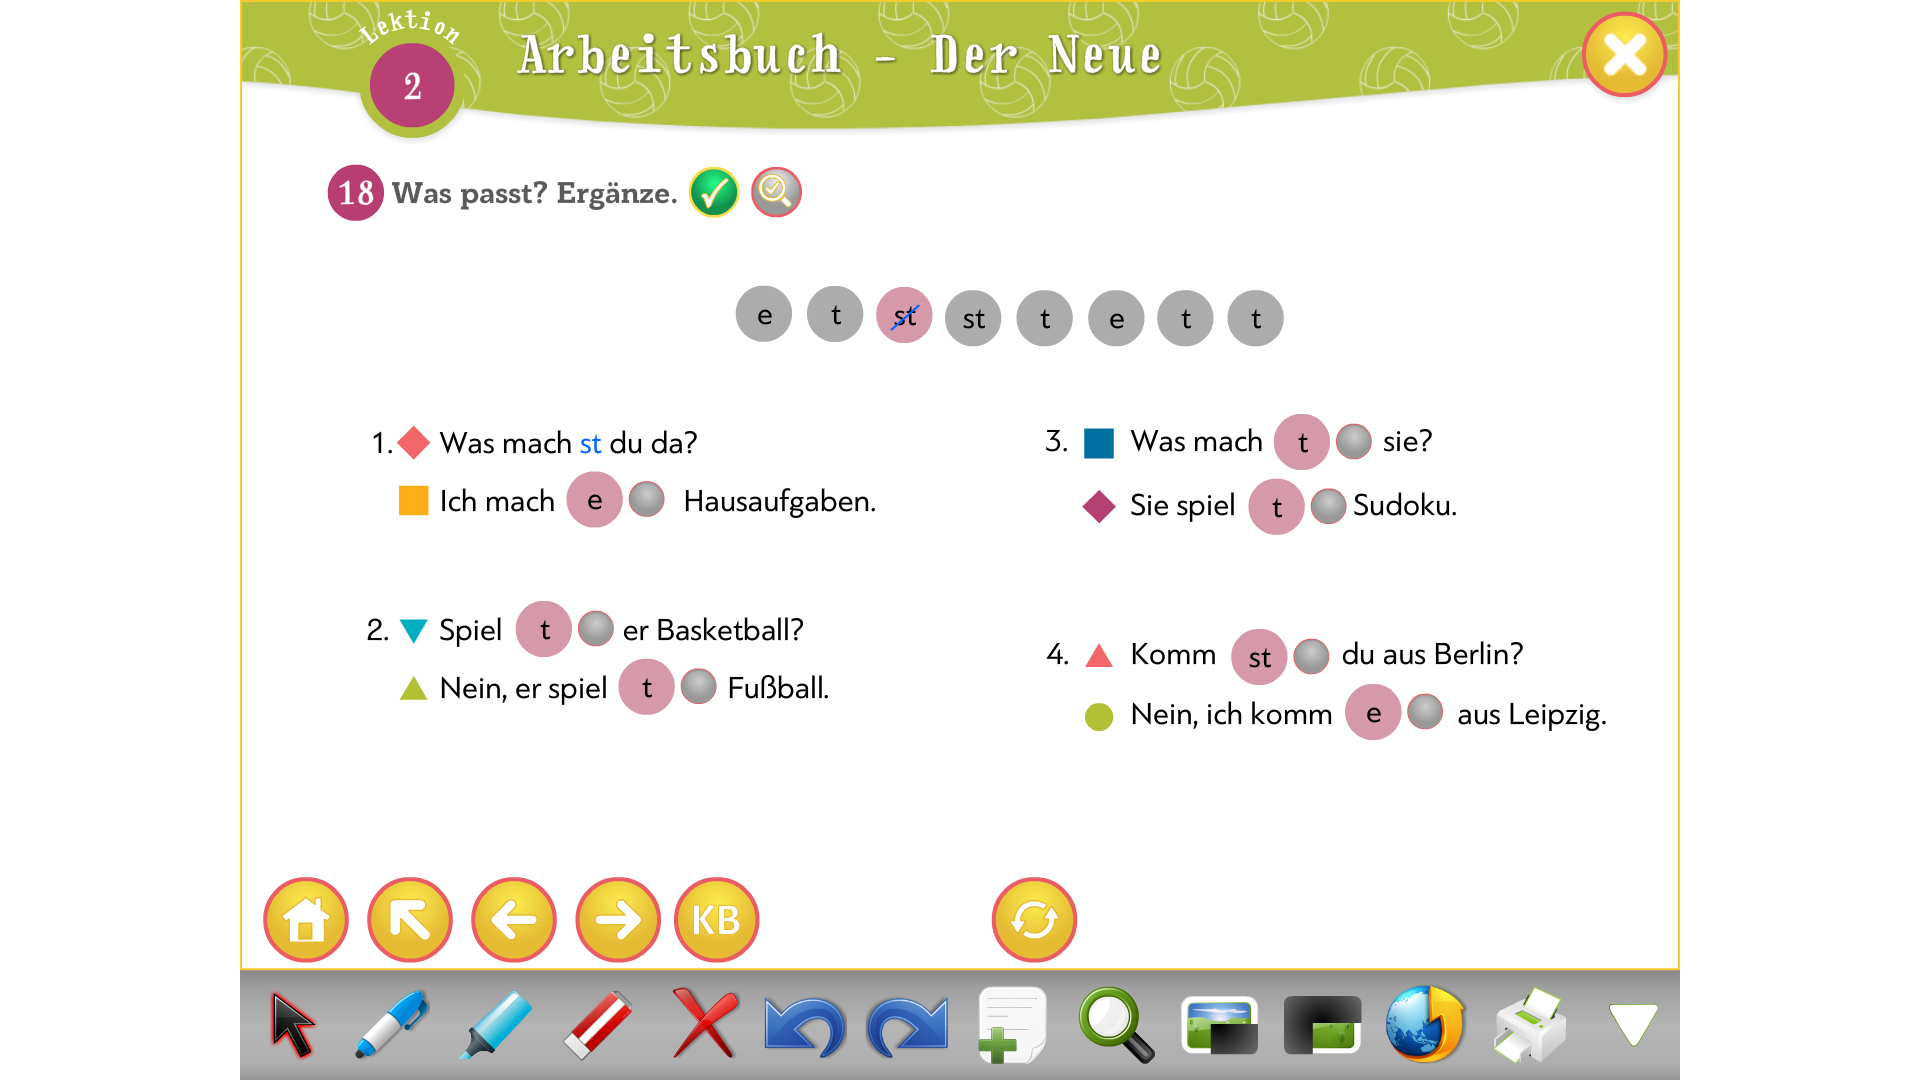 Lektion
2
Arbeitsbuch - Der Neue
18 Was passt? Ergänze.
e t st st t e t t
1. Was mach st du da?
Ich mach e Hausaufgaben.
2. Spiel t er Basketball?
Nein, er spiel t Fußball.
3. Was mach t sie?
Sie spiel t Sudoku.
4. Komm st du aus Berlin?
Nein, ich komm e aus Leipzig.
KB